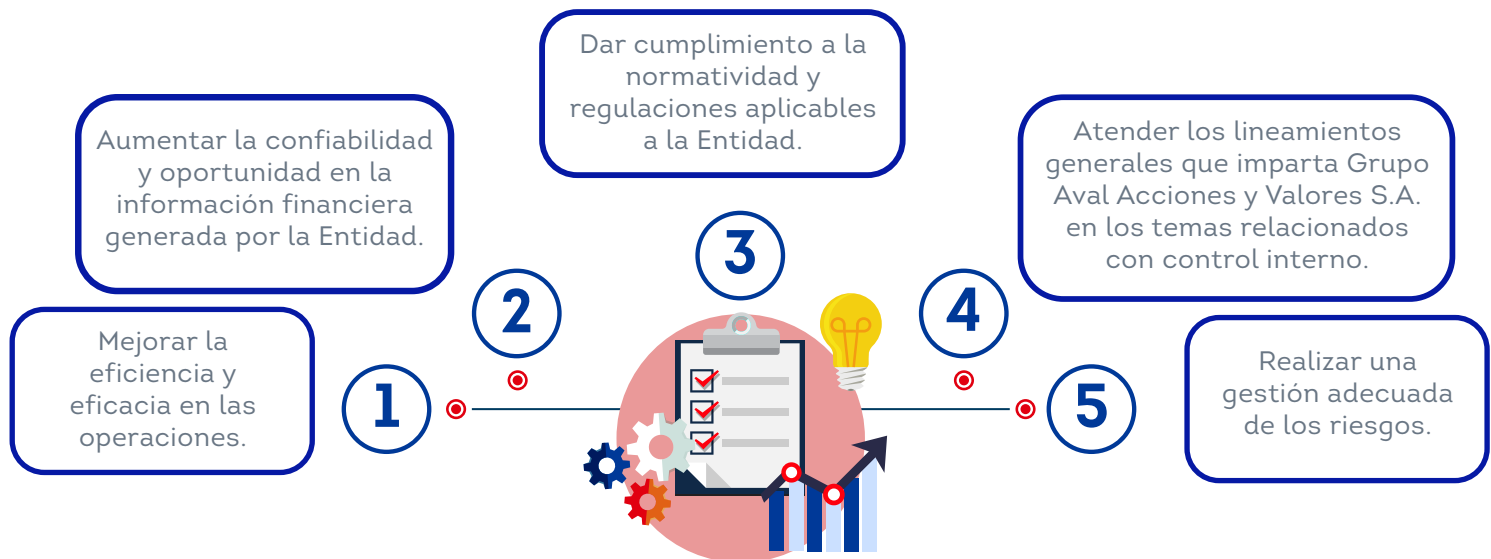 Mejorar la
eficiencia y
eficacia en las
operaciones.
1
Aumentar la confiabilidad
y oportunidad en la
información financiera
generada por la Entidad.
2
Dar cumplimiento a la
normatividad y
regulaciones aplicables
a la Entidad.
3
Atender los lineamientos
generales que imparta Grupo
Aval Acciones y Valores S.A.
en los temas relacionados
con control interno.
4
Realizar una
gestión adecuada
de los riesgos.
5